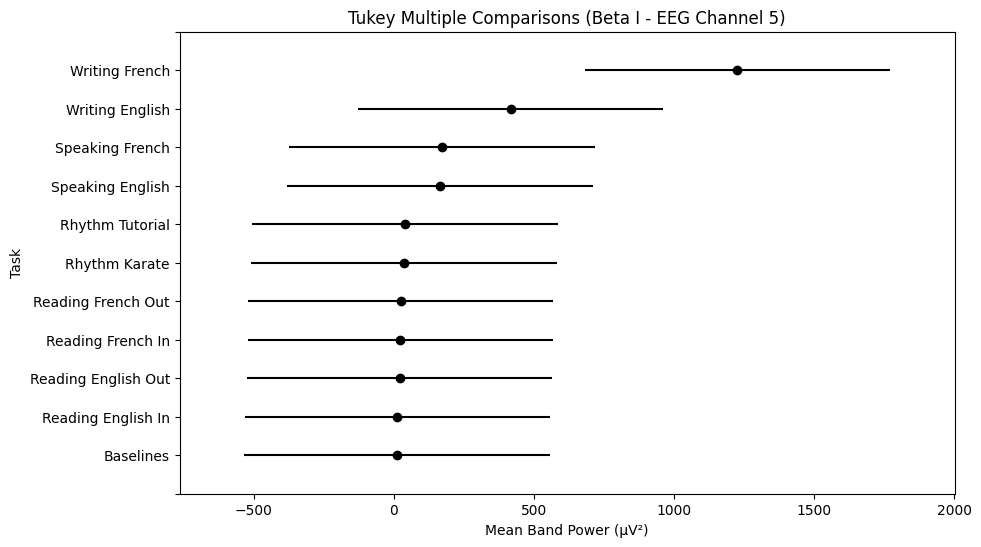 Tukey Multiple Comparisons (Beta I - EEG Channel 5)
Writing French
Writing English
Speaking French
Speaking English
Rhythm Tutorial
Rhythm Karate
Reading French Out
Reading French In
Reading English Out
Reading English In
Baselines
Task
−500 0 500 1000 1500 2000
Mean Band Power (µV²)